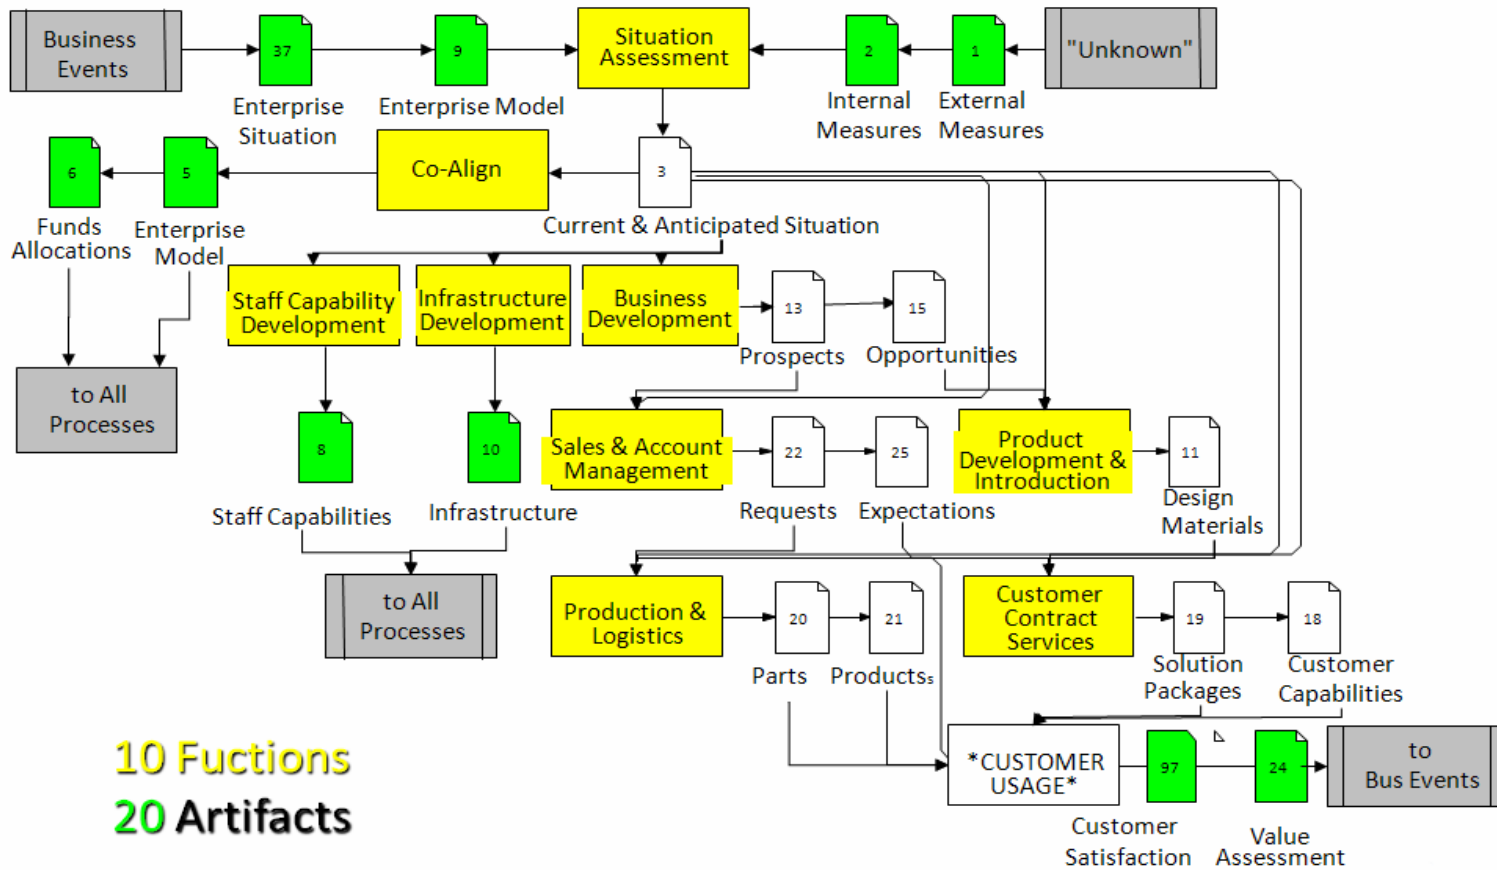 Business
Events
37
Enterprise
Situation
9
Enterprise Model
Situation
Assessment
2
Internal
Measures
1
External
Measures
"Unknown"
6
Funds
Allocations
5
Enterprise
Model
Co-Align
3
Current & Anticipated Situation
Staff Capability
Development
Infrastructure
Development
Business
Development
13
Prospects
15
Opportunities
to All
Processes
8
Staff Capabilities
10
Infrastructure
Sales & Account
Management
22
Requests
25
Expectations
Product
Development &
Introduction
11
Design
Materials
to All
Processes
Production &
Logistics
20
Parts
21
Productss
Customer
Contract
Services
19
Solution
Packages
18
Customer
Capabilities
10 Fuctions
20 Artifacts
*CUSTOMER
USAGE*
97
Customer
Satisfaction
24
Value
Assessment
to
Bus Events